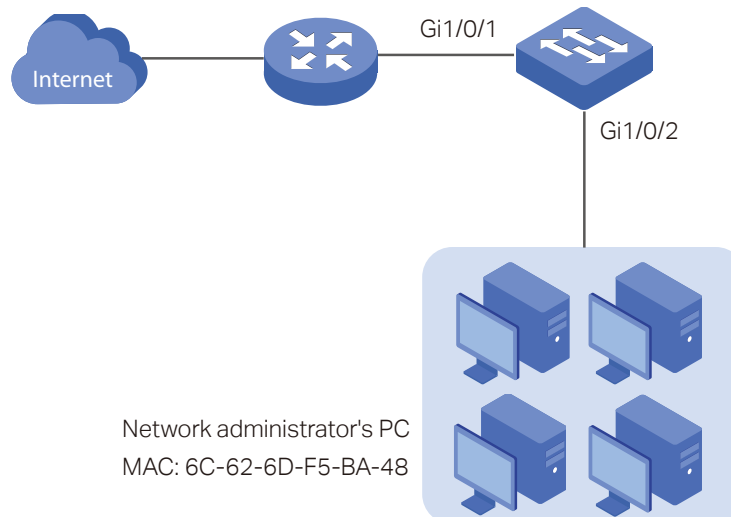 Gi1/0/1
Internet
Gi1/0/2
Network administrator's PC
MAC: 6C-62-6D-F5-BA-48